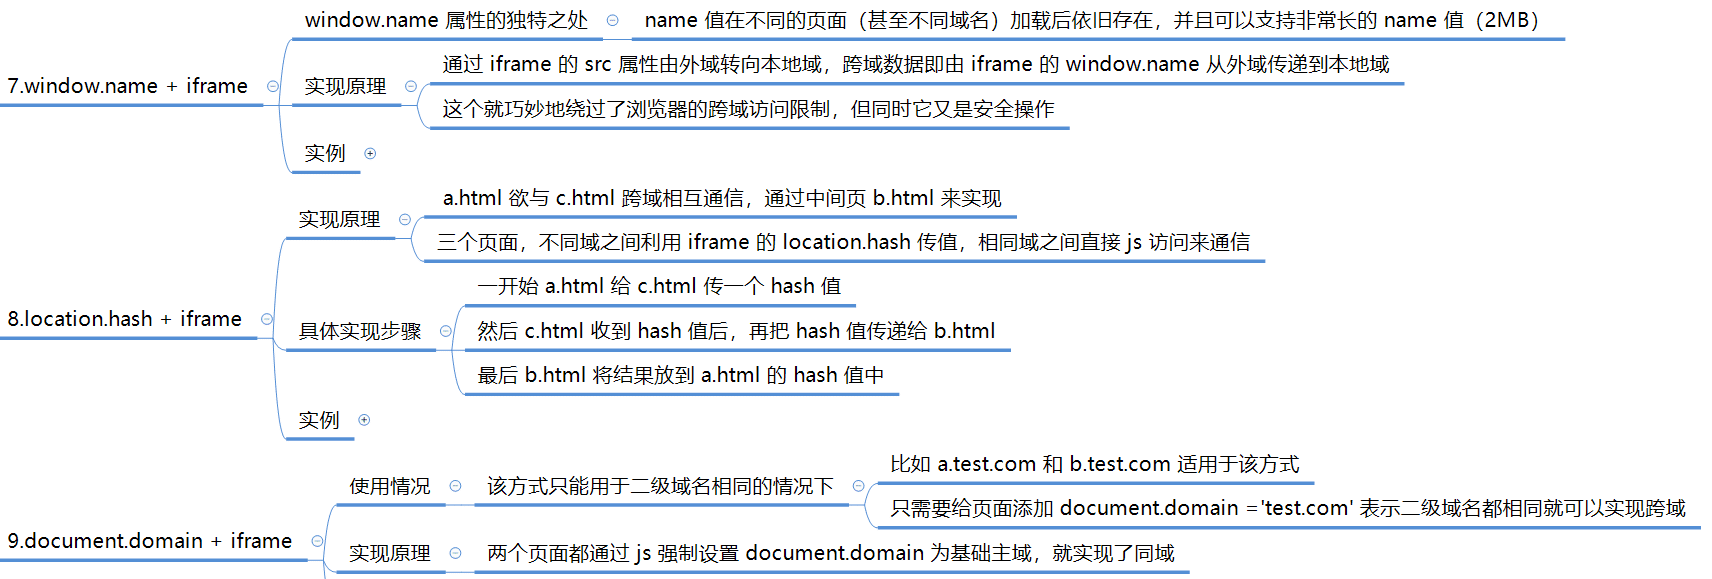 7.window.name + iframe
window.name 属性的独特之处
name 值在不同的页面（甚至不同域名）加载后依旧存在，并且可以支持非常长的 name 值（2MB）
实现原理
通过 iframe 的 src 属性由外域转向本地域，跨域数据即由 iframe 的 window.name 从外域传递到本地域
这个就巧妙地绕过了浏览器的跨域访问限制，但同时它又是安全操作
实例
8.location.hash + iframe
实现原理
a.html 欲与 c.html 跨域相互通信，通过中间页 b.html 来实现
三个页面，不同域之间利用 iframe 的 location.hash 传值，相同域之间直接 js 访问来通信
具体实现步骤
一开始 a.html 给 c.html 传一个 hash 值
然后 c.html 收到 hash 值后，再把 hash 值传递给 b.html
最后 b.html 将结果放到 a.html 的 hash 值中
实例
9.document.domain + iframe
使用情况
该方式只能用于二级域名相同的情况下
比如 a.test.com 和 b.test.com 适用于该方式
只需要给页面添加 document.domain ='test.com' 表示二级域名都相同就可以实现跨域
实现原理
两个页面都通过 js 强制设置 document.domain 为基础主域，就实现了同域